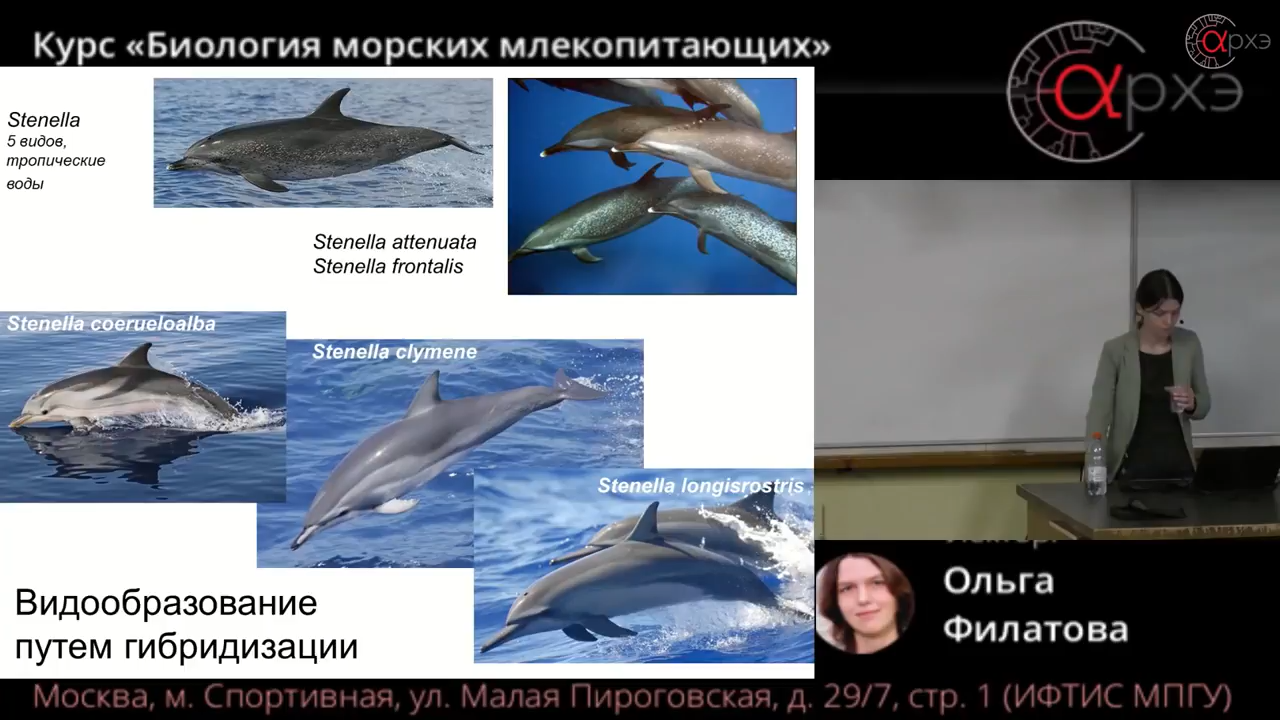 Курс «Биология морских млекопитающих»
αрхэ
αрхэ
Stenella
5 видов,
тропические
воды
Stenella attenuata
Stenella frontalis
Stenella coerueloalba
Stenella clymene
Stenella longisrostris
Видообразование
путем гибридизации
Ольга
Филатова
Москва, м. Спортивная, ул. Малая Пироговская, д. 29/7, стр. 1 (ИФТИС МПГУ)